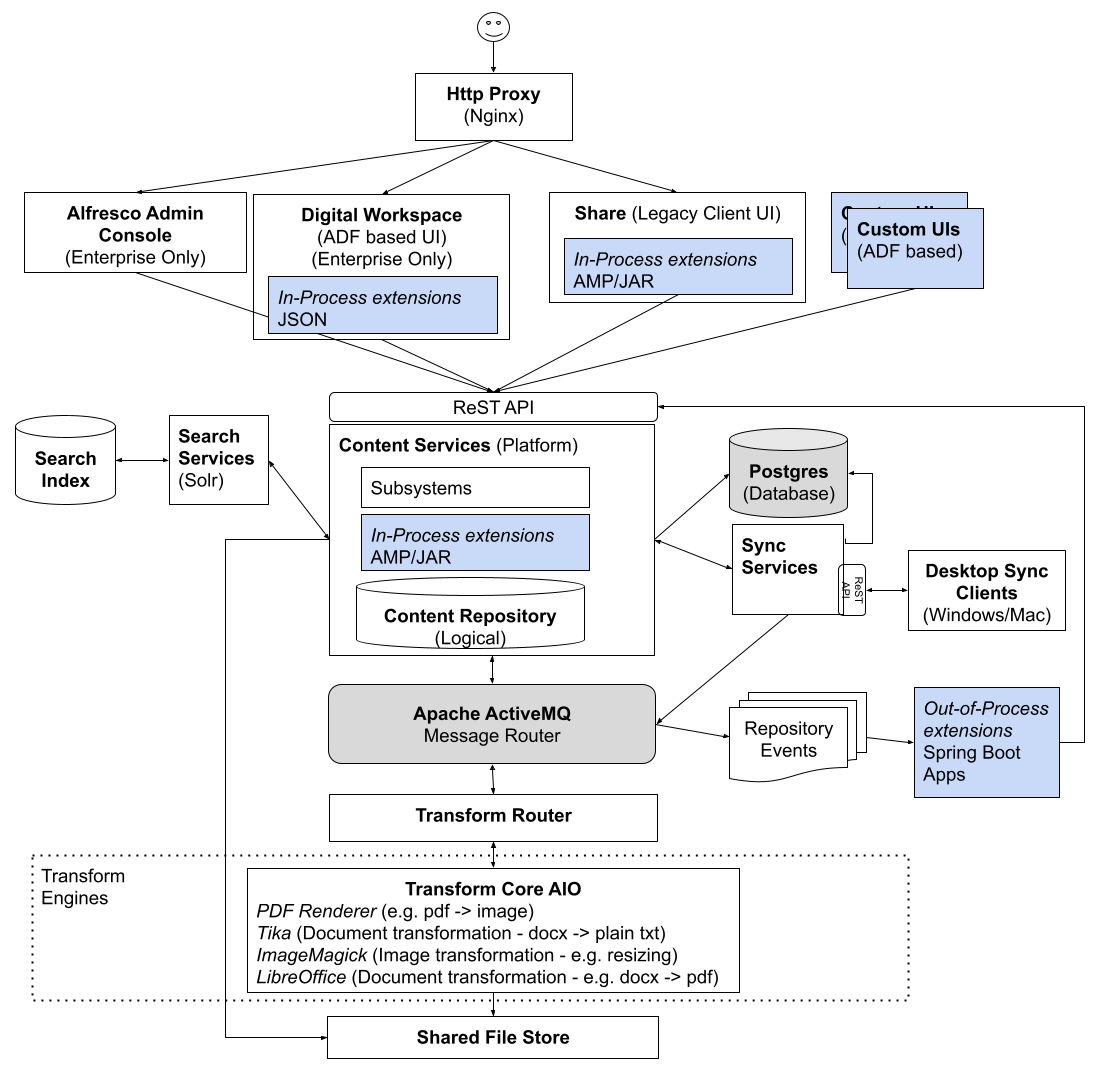 Http Proxy
(Nginx)
Alfresco Admin
Console
(Enterprise Only)
Digital Workspace
(ADF based UI)
(Enterprise Only)
In-Process extensions
JSON
Share (Legacy Client UI)
In-Process extensions
AMP/JAR
Custom UIs
(ADF based)
ReST API
Content Services (Platform)
Subsystems
In-Process extensions
AMP/JAR
Content Repository
(Logical)
Search
Index
Search
Services
(Solr)
Postgres
(Database)
Sync
Services
ReST
API
Desktop Sync
Clients
(Windows/Mac)
Apache ActiveMQ
Message Router
Repository
Events
Out-of-Process
extensions
Spring Boot
Apps
Transform Router
Transform
Engines
Transform Core AIO
PDF Renderer (e.g. pdf -> image)
Tika (Document transformation - docx -> plain txt)
ImageMagick (Image transformation - e.g. resizing)
LibreOffice (Document transformation - e.g. docx -> pdf)
Shared File Store